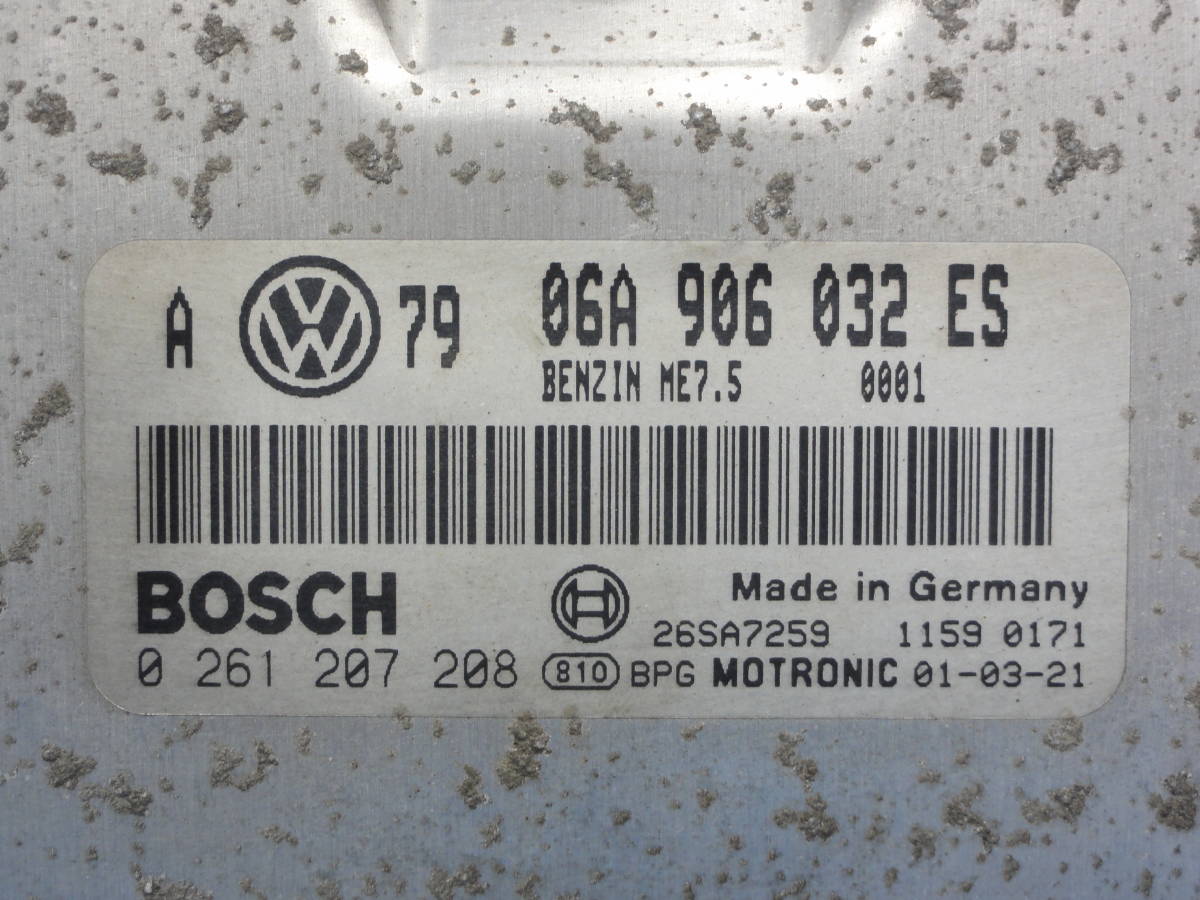 A VW 79 06A 906 032 ES
BENZIN ME7.5 0001
BOSCH Made in Germany
26SA7259 1159 0171
0 261 207 208 810 BPG MOTRONIC 01-03-21